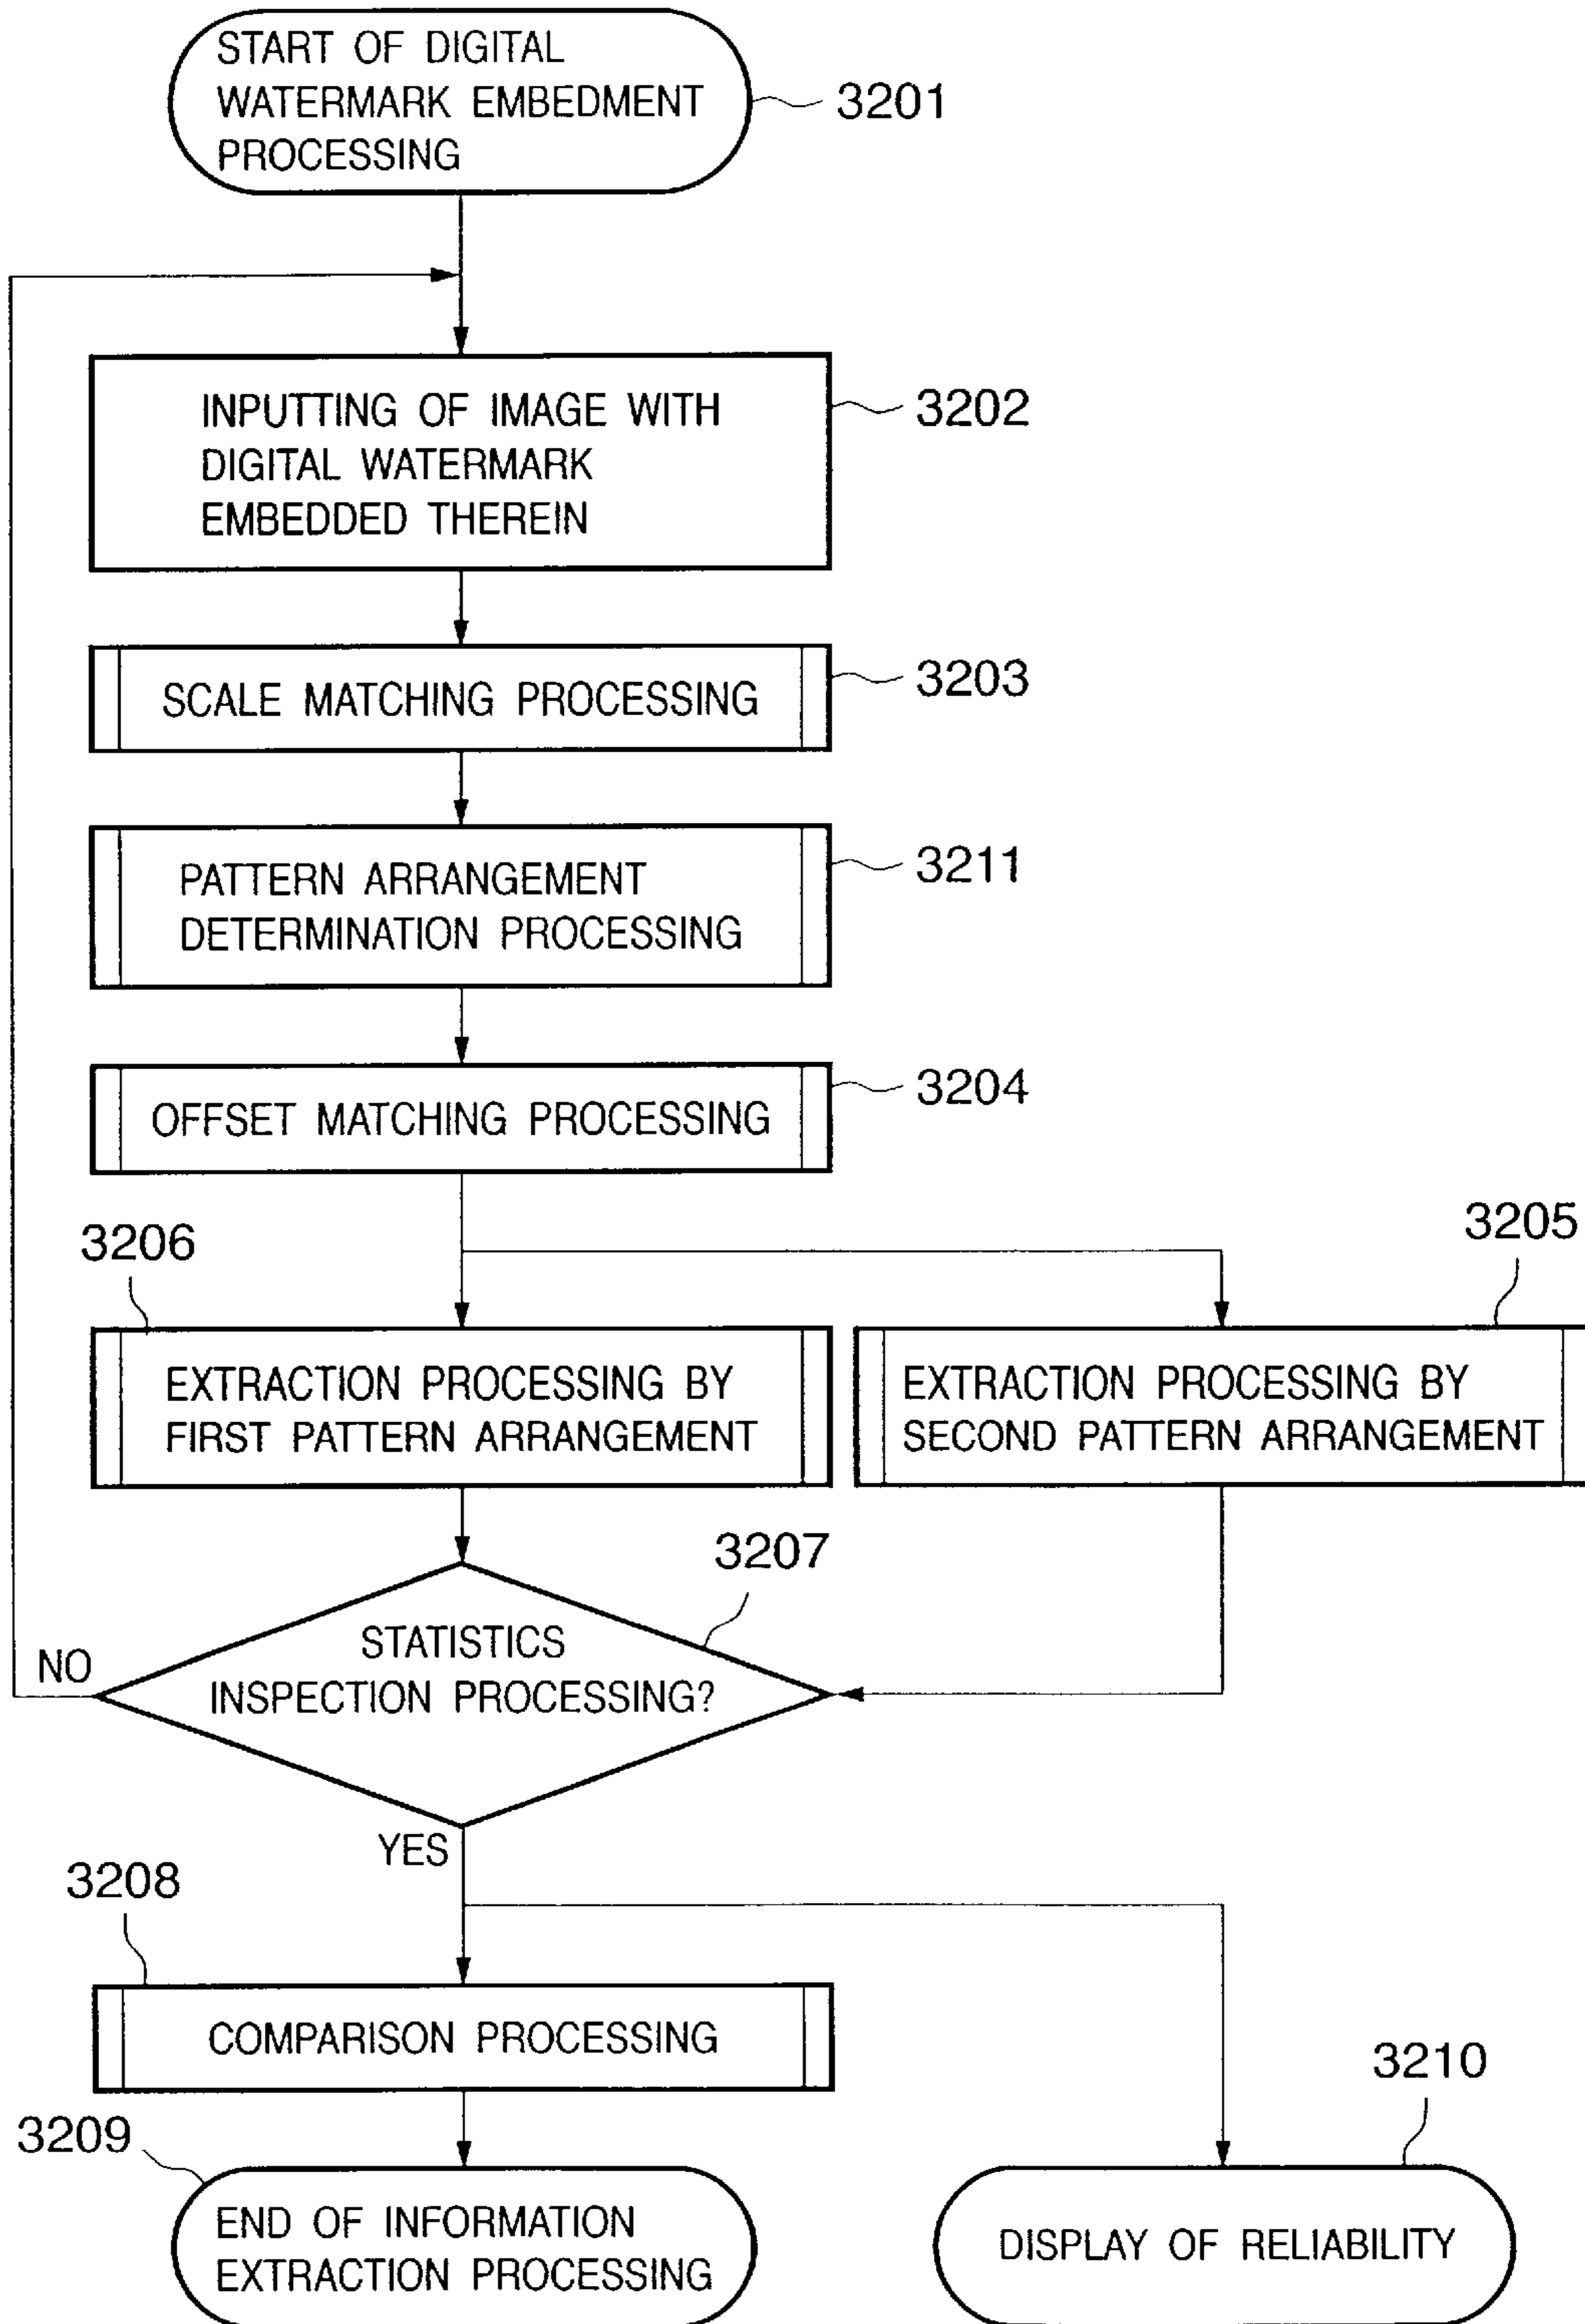 START OF DIGITAL
WATERMARK EMBEDMENT
PROCESSING
3201
INPUTTING OF IMAGE WITH
DIGITAL WATERMARK
EMBEDDED THEREIN
3202
SCALE MATCHING PROCESSING
3203
PATTERN ARRANGEMENT
DETERMINATION PROCESSING
3211
OFFSET MATCHING PROCESSING
3204
3206
EXTRACTION PROCESSING BY
FIRST PATTERN ARRANGEMENT
3205
EXTRACTION PROCESSING BY
SECOND PATTERN ARRANGEMENT
3207
STATISTICS
INSPECTION PROCESSING?
NO
YES
3208
COMPARISON PROCESSING
3209
END OF INFORMATION
EXTRACTION PROCESSING
3210
DISPLAY OF RELIABILITY